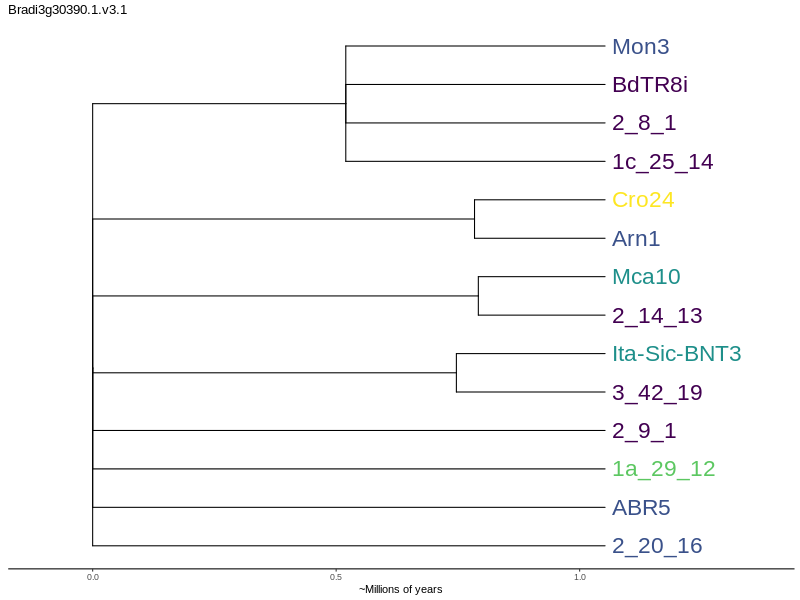 Bradi3g30390.1.v3.1
Mon3
BdTR8i
2_8_1
1c_25_14
Cro24
Arn1
Mca10
2_14_13
Ita-Sic-BNT3
3_42_19
2_9_1
1a_29_12
ABR5
2_20_16
0.0 0.5 1.0
~Millions of years